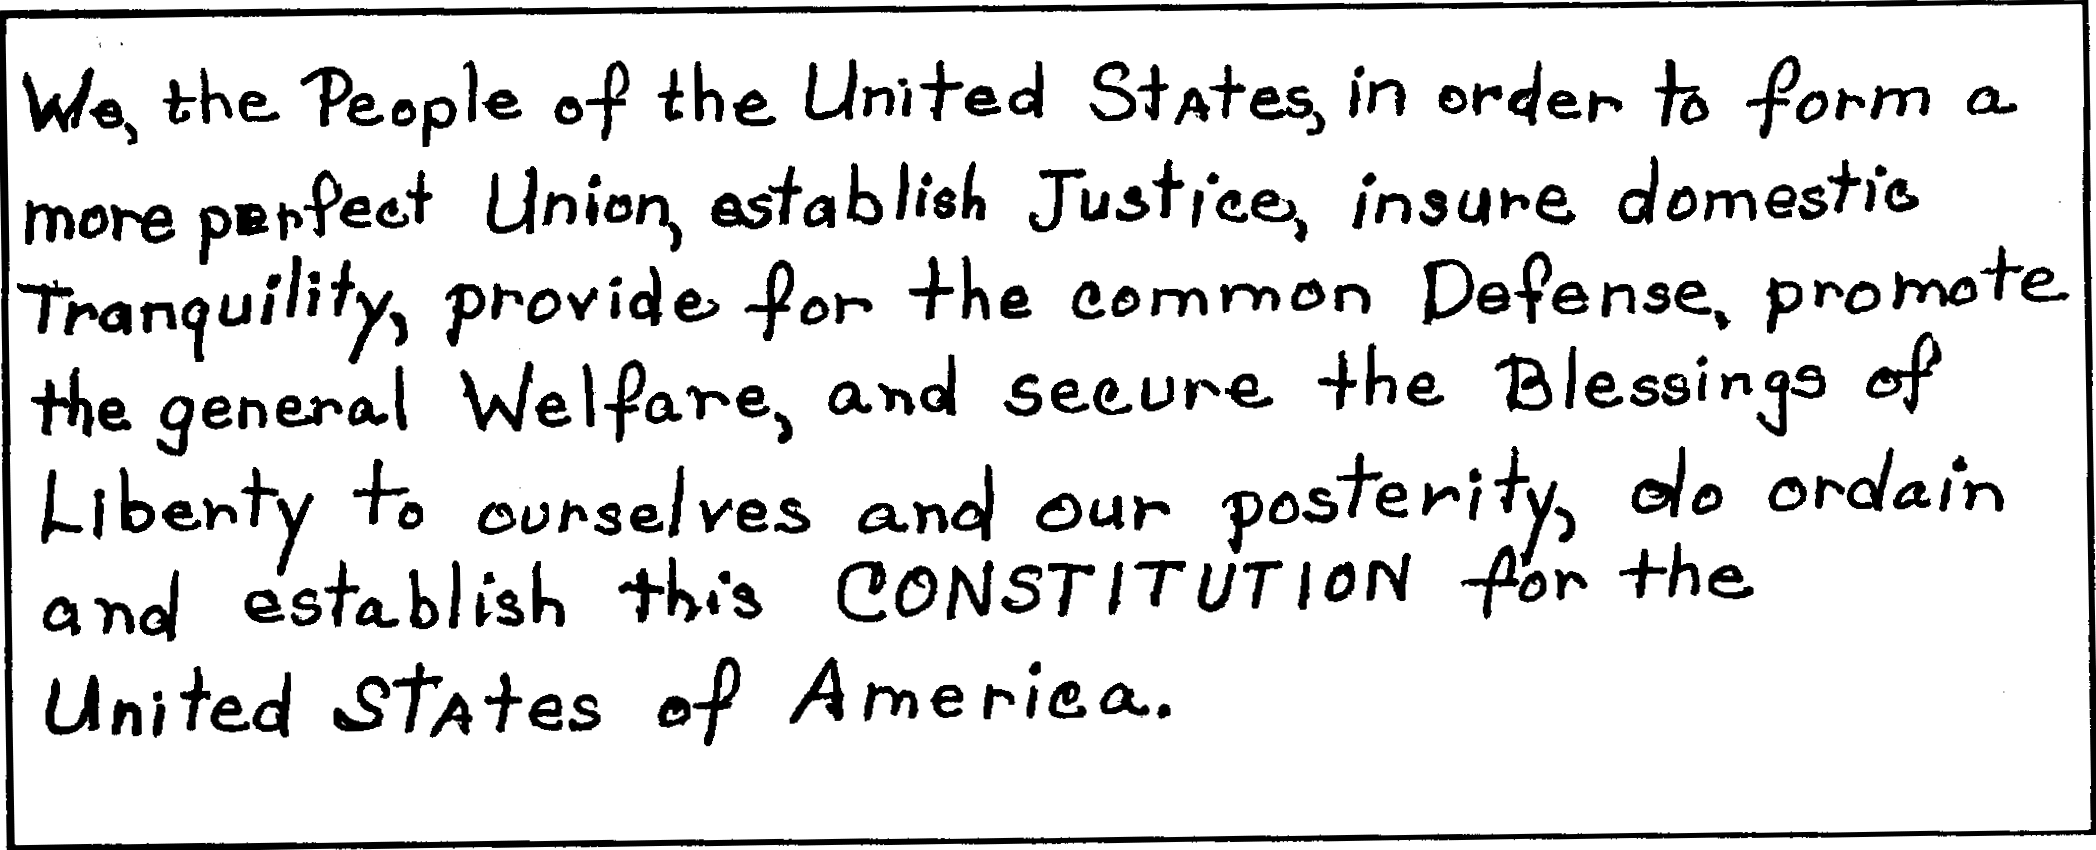 We, the People of the United States, in order to form a
more perfect Union, establish Justice, insure domestic
Tranquility, provide for the common Defense, promote
the general Welfare, and secure the Blessings of
Liberty to ourselves and our posterity, do ordain
and establish this CONSTITUTION for the
United States of America.